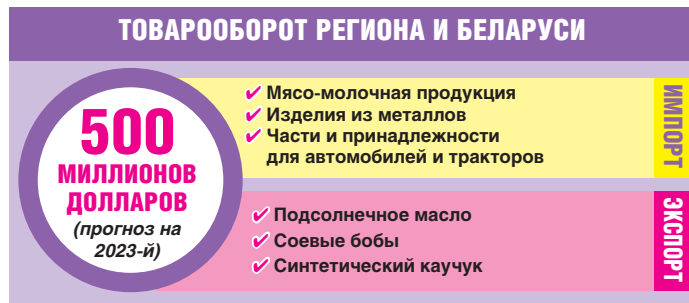 ТОВАРООБОРОТ РЕГИОНА И БЕЛАРУСИ
500
МИЛЛИОНОВ
ДОЛЛАРОВ
(прогноз на
2023-й)
✔ Мясо-молочная продукция
✔ Изделия из металлов
✔ Части и принадлежности
для автомобилей и тракторов
ИМПОРТ
✔ Подсолнечное масло
✔ Соевые бобы
✔ Синтетический каучук
ЭКСПОРТ